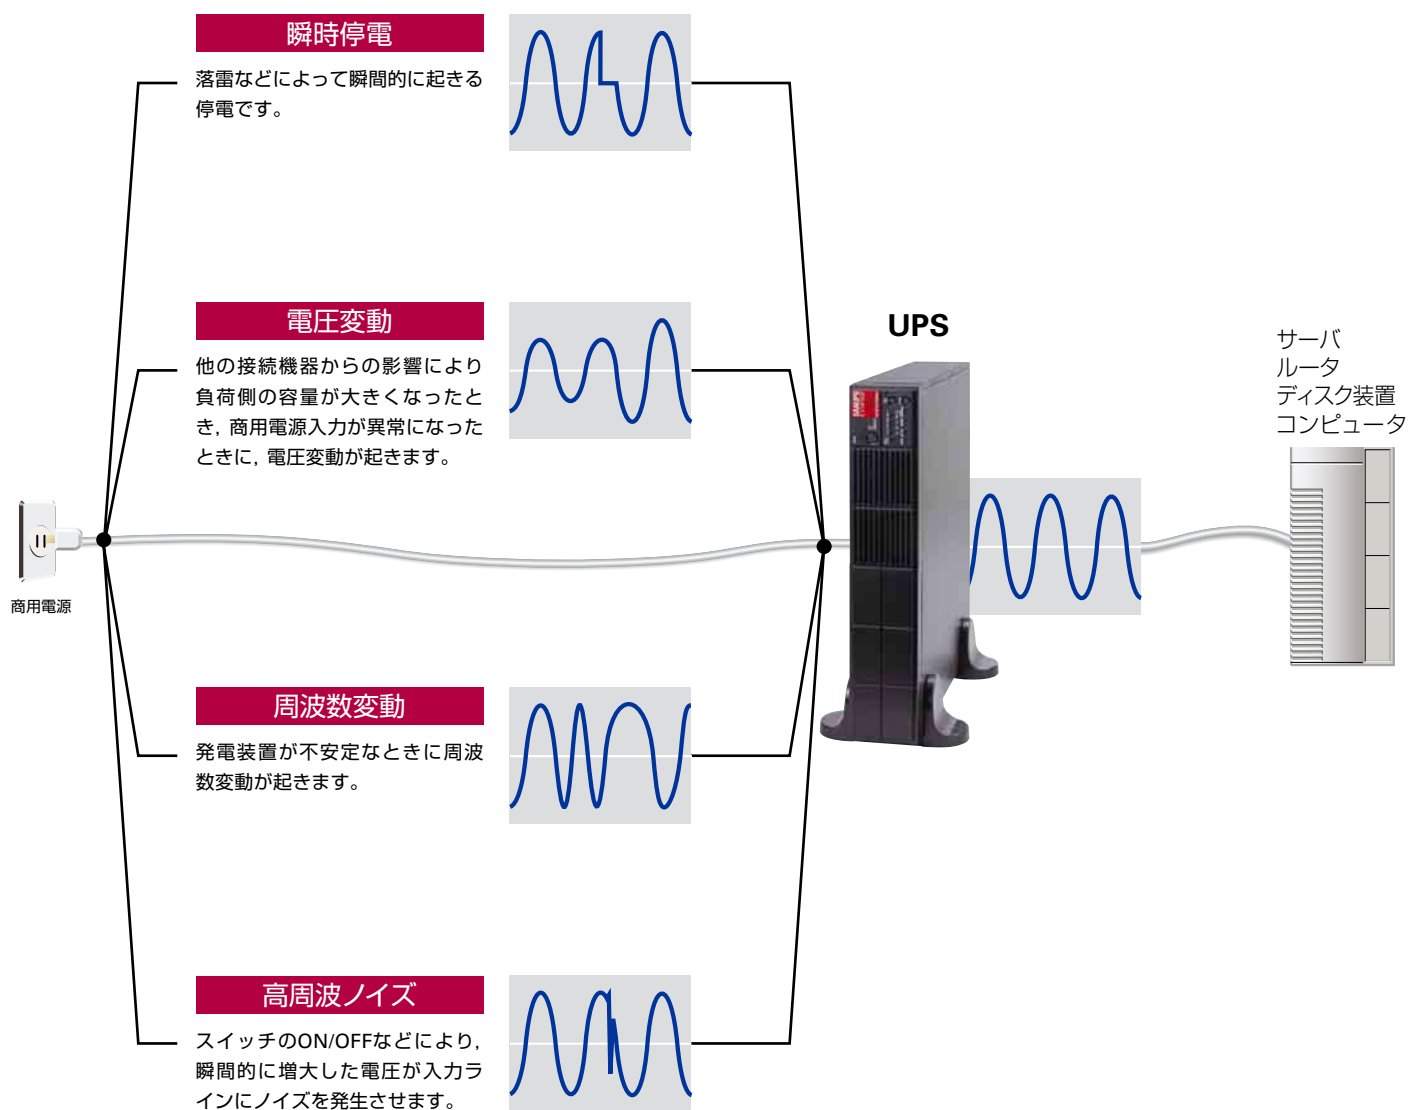 瞬時停電
落雷などによって瞬間的に起きる
停電です。
電圧変動
他の接続機器からの影響により
負荷側の容量が大きくなったと
き, 商用電源入力が異常になった
ときに, 電圧変動が起きます。
UPS
サーバ
ルータ
ディスク装置
コンピュータ
商用電源
周波数変動
発電装置が不安定なときに周波
数変動が起きます。
高周波ノイズ
スイッチのON/OFFなどにより,
瞬間的に増大した電圧が入力ラ
インにノイズを発生させます。